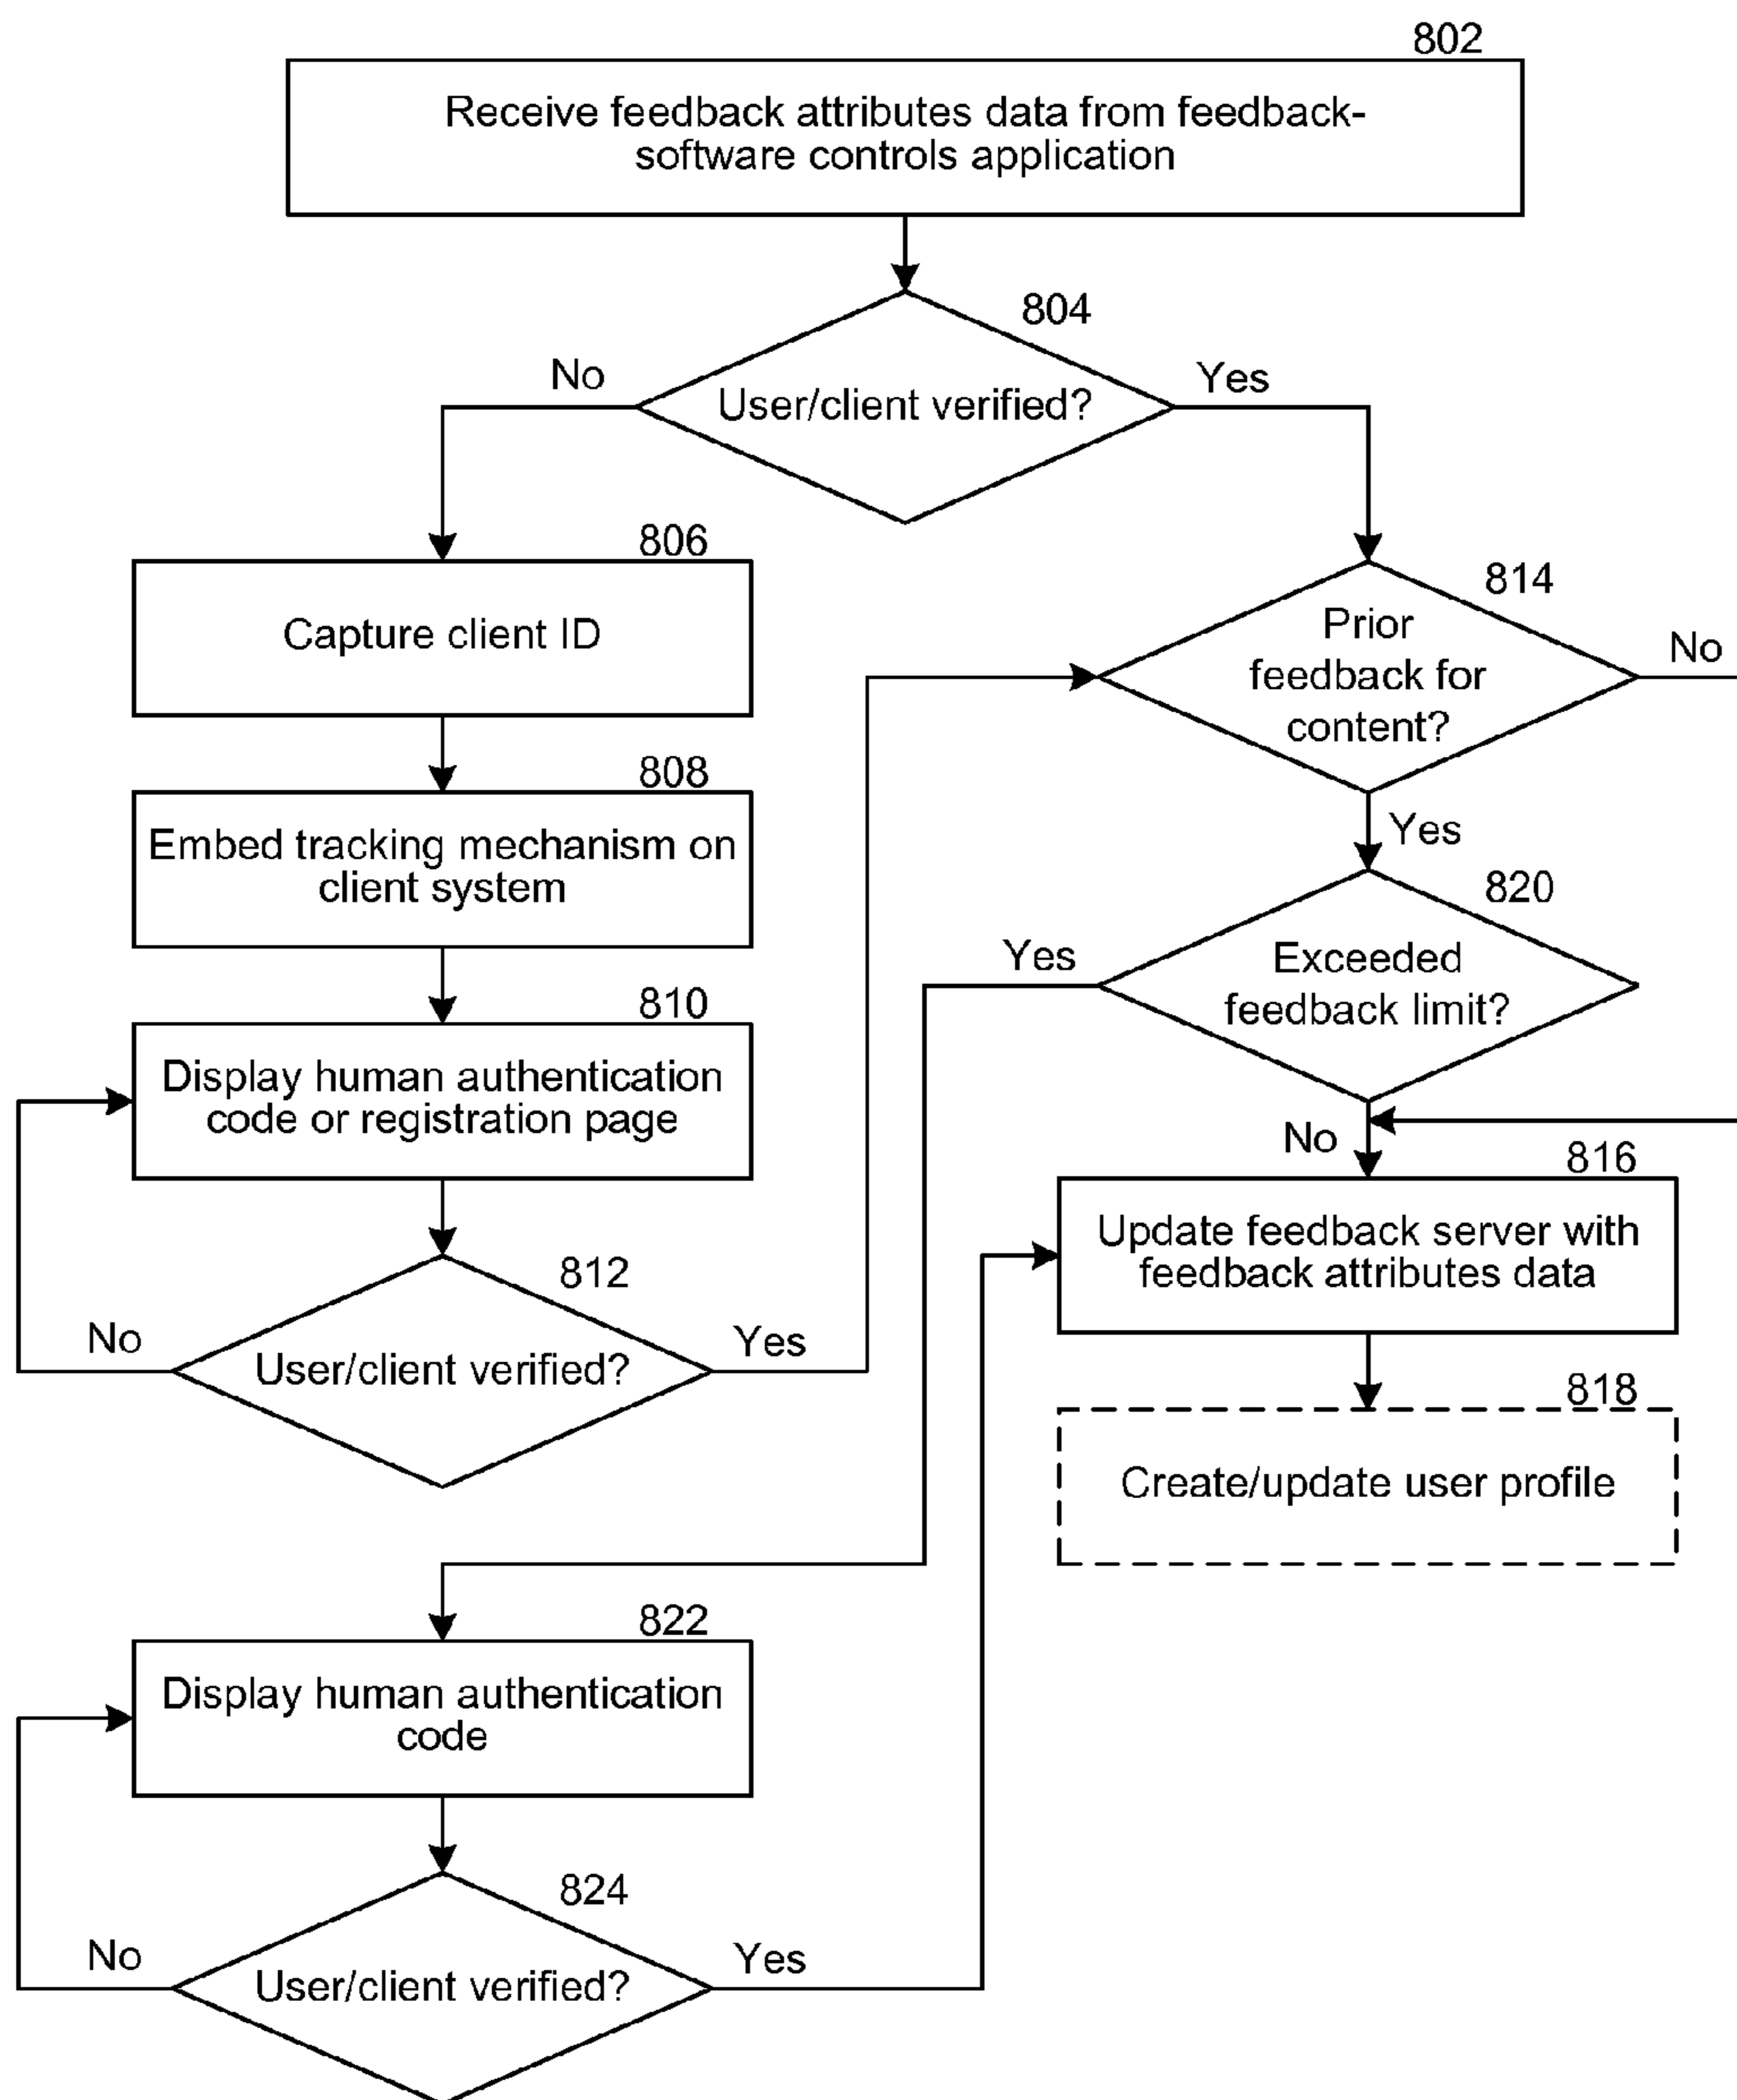 802
Receive feedback attributes data from feedback-
software controls application
804
No
User/client verified?
Yes
806
Capture client ID
814
Prior
feedback for
content?
No
808
Embed tracking mechanism on
client system
Yes
820
Yes
Exceeded
feedback limit?
810
Display human authentication
code or registration page
No
816
Update feedback server with
feedback attributes data
812
No
User/client verified?
Yes
818
Create/update user profile
822
Display human authentication
code
824
No
User/client verified?
Yes